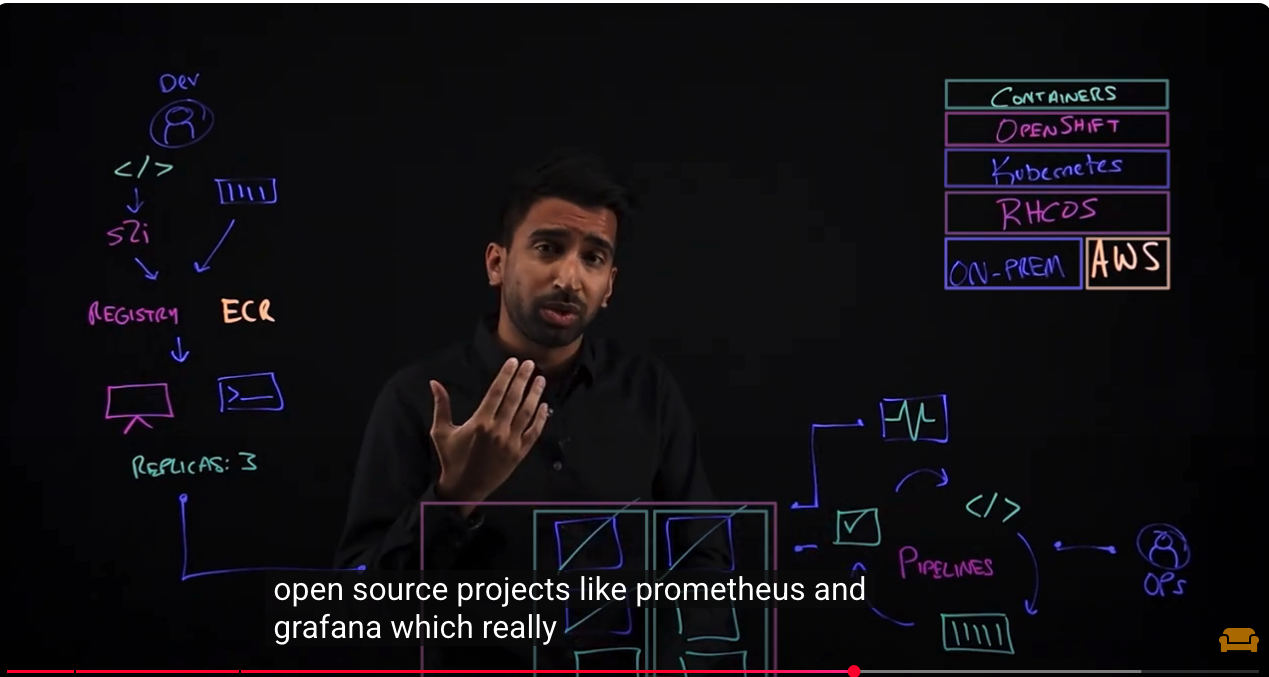 Dev
</>
s2i
REGISTRY
ECR
>_
REPLICAS: 3
CONTAINERS
OPENSHIFT
Kubernetes
RHCOS
ON-PREM
AWS
</>
PIPELINES
OPs
open source projects like prometheus and
grafana which really